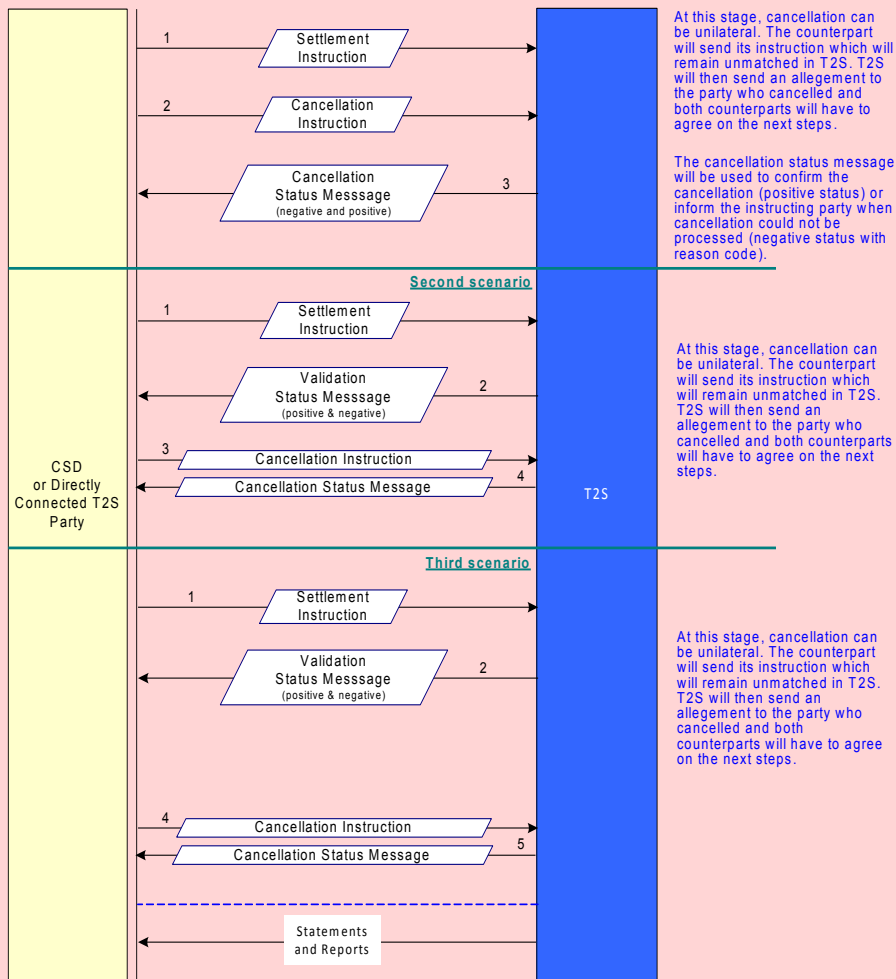 At this stage, cancellation can
be unilateral. The counterpart
will send its instruction which will
remain unmatched in T2S. T2S
will then send an allegement to
the party who cancelled and
both counterparts will have to
agree on the next steps.
1
Settlement
Instruction
2
Cancellation
Instruction
The cancellation status message
will be used to confirm the
cancellation (positive status) or
inform the instructing party when
cancellation could not be
processed (negative status with
reason code).
Cancellation
Status Messsage
(negative and positive)
3
Second scenario
1
Settlement
Instruction
Validation
Status Messsage
(positive & negative)
2
At this stage, cancellation can
be unilateral. The counterpart
will send its instruction which
will remain unmatched in T2S.
T2S will then send an
allegement to the party who
cancelled and both counterparts
will have to agree on the next
steps.
3
Cancellation Instruction
Cancellation Status Message
4
CSD
or Directly
Connected T2S
Party
T2S
Third scenario
1
Settlement
Instruction
Validation
Status Messsage
(positive & negative)
2
At this stage, cancellation can
be unilateral. The counterpart
will send its instruction which
will remain unmatched in T2S.
T2S will then send an
allegement to the party who
cancelled and both
counterparts will have to agree
on the next steps.
4
Cancellation Instruction
Cancellation Status Message
5
Statements
and Reports